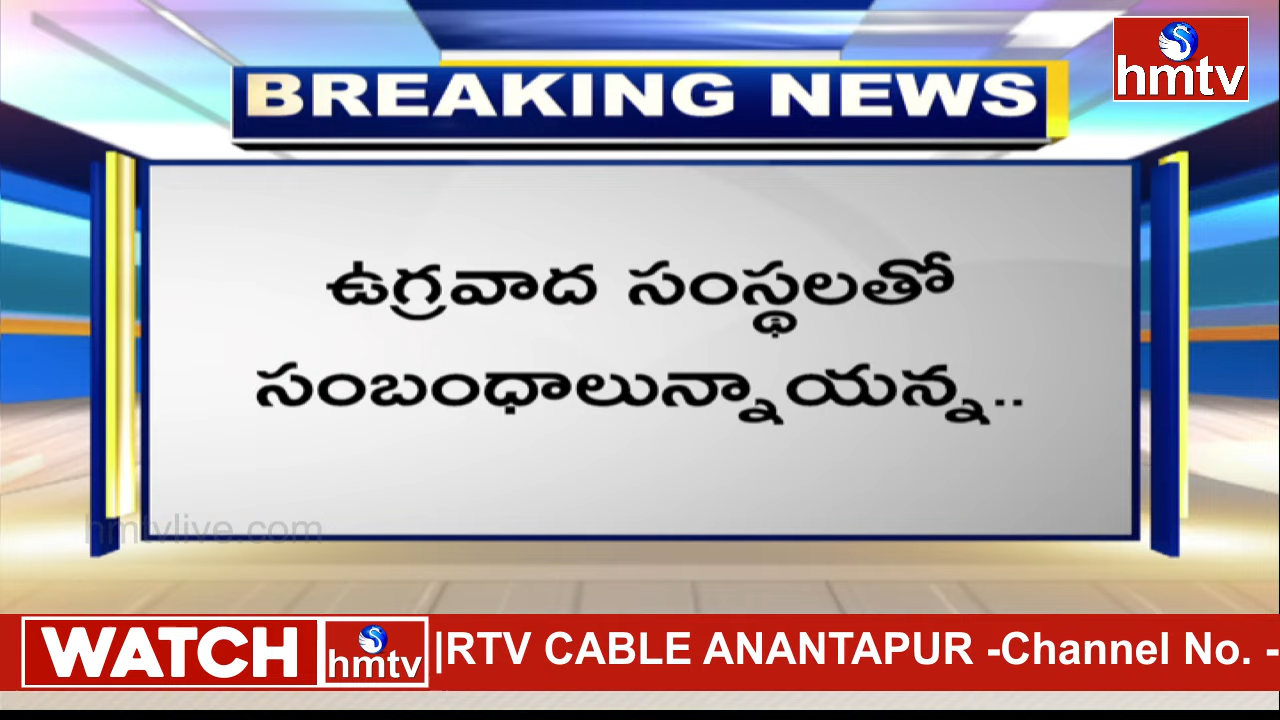 hmtv
BREAKING NEWS
ఉగ్రవాద సంస్థలతో
సంబంధాలున్నాయన్న..
hmtvlive.com
WATCH hmtv |RTV CABLE ANANTAPUR -Channel No. -